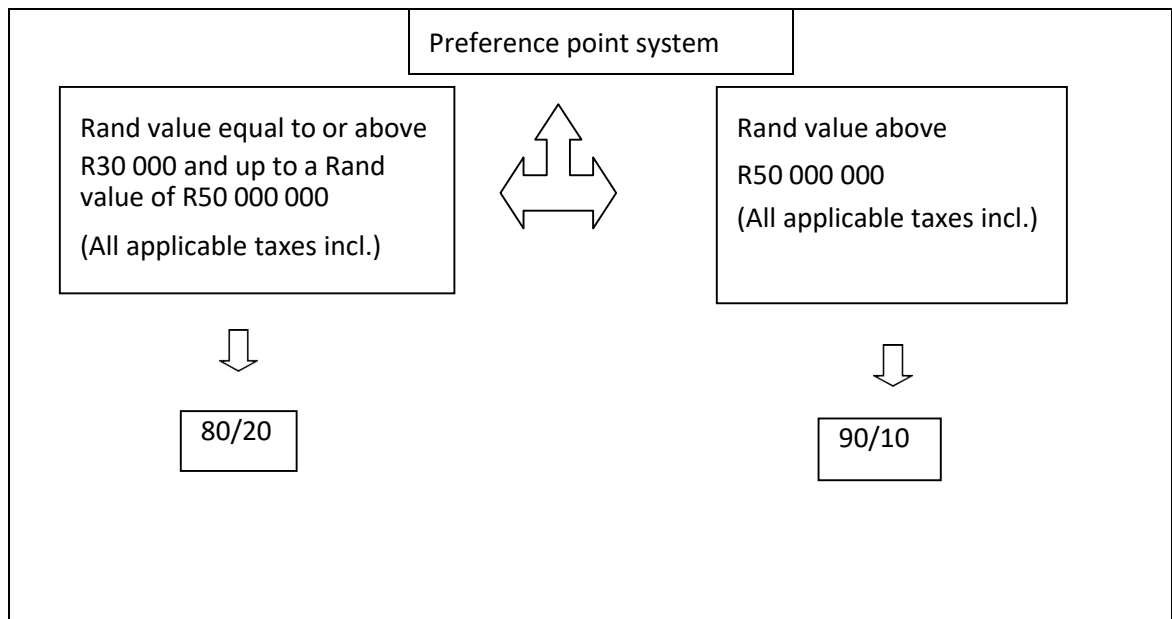 Preference point system
Rand value equal to or above
R30 000 and up to a Rand
value of R50 000 000
(All applicable taxes incl.)
Rand value above
R50 000 000
(All applicable taxes incl.)
80/20
90/10